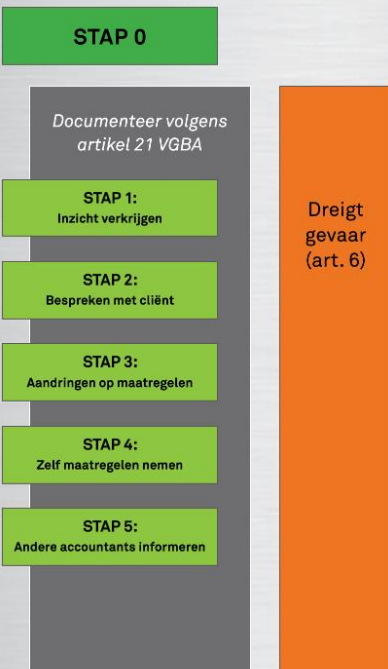 STAP 0
Documenteer volgens
artikel 21 VGBA
STAP 1:
Inzicht verkrijgen
STAP 2:
Bespreken met cliënt
STAP 3:
Aandringen op maatregelen
STAP 4:
Zelf maatregelen nemen
STAP 5:
Andere accountants informeren
Dreigt
gevaar
(art. 6)